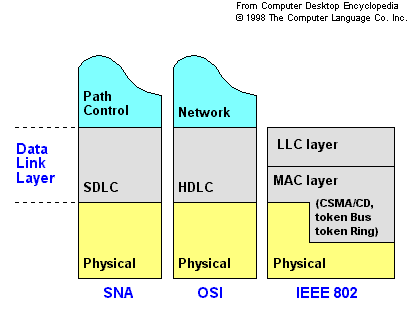 From Computer Desktop Encyclopedia
© 1998 The Computer Language Co. Inc.
Path
Control
Network
Data
Link
Layer
SDLC
HDLC
LLC layer
MAC layer
(CSMA/CD,
token Bus
token Ring)
Physical
Physical
Physical
SNA
OSI
IEEE 802